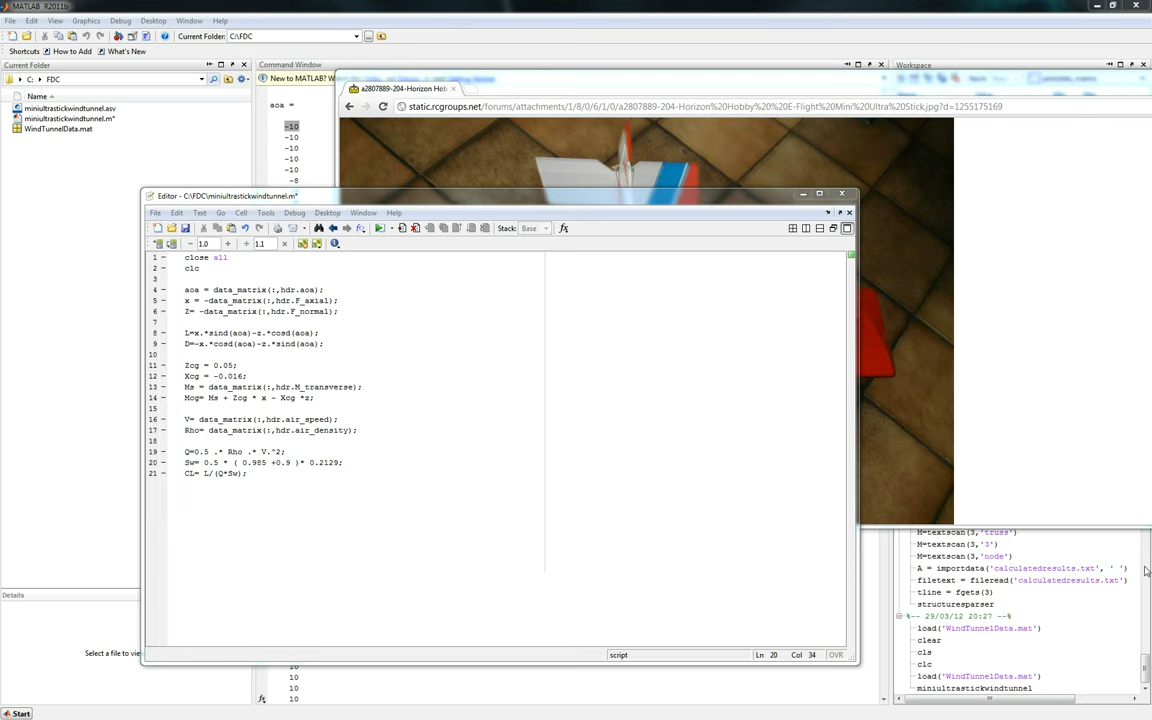 MATLAB R2011b
File Edit View Graphics Debug Desktop Window Help
Current Folder: C:\FDC
Shortcuts How to Add What's New
Current Folder
Command Window
Workspace
C: FDC
Name
miniultrastickwindtunnel.asv
miniultrastickwindtunnel.m*
WindTunnelData.mat
New to MATLAB? W
a2807889-204-Horizon Hob
static.rcgroups.net/forums/attachments/1/8/0/6/1/0/a2807889-204-Horizon%20Hobby%20%20E-Flight%20Mini%20Ultra%20Stick.jpg?d=1255175169
aoa =
-10
-10
-10
-10
-10
-8
Editor - C:\FDC\miniultrastickwindtunnel.m*
File Edit Text Go Cell Tools Debug Desktop Window Help
Stack: Base
1.0
1.1
1 close all
2 clc
3
4 aoa = data_matrix(:,hdr.aoa);
5 x = -data_matrix(:,hdr.F_axial);
6 Z= -data_matrix(:,hdr.F_normal);
7
8 L=x.*sind(aoa)-z.*cosd(aoa);
9 D=-x.*cosd(aoa)-z.*sind(aoa);
10
11 Zcg = 0.05;
12 Xcg = -0.016;
13 Ms = data_matrix(:,hdr.M_transverse);
14 Mcg= Ms + Zcg * x - Xcg *z;
15
16 V= data_matrix(:,hdr.air_speed);
17 Rho= data_matrix(:,hdr.air_density);
18
19 Q=0.5 .* Rho .* V.^2;
20 Sw= 0.5 * ( 0.985 +0.9 )* 0.2129;
21 CL= L/(Q*Sw);
script Ln 20 Col 34 OVR
Details
Select a file to view
10
10
10
10
M=textscan(3,'truss')
M=textscan(3,'3')
M=textscan(3,'node')
A = importdata('calculatedresults.txt', ' ')
filetext = fileread('calculatedresults.txt')
tline = fgets(3)
structuresparser
%-- 29/03/12 20:27 --%
load('WindTunnelData.mat')
clear
cls
clc
load('WindTunnelData.mat')
miniultrastickwindtunnel
Start